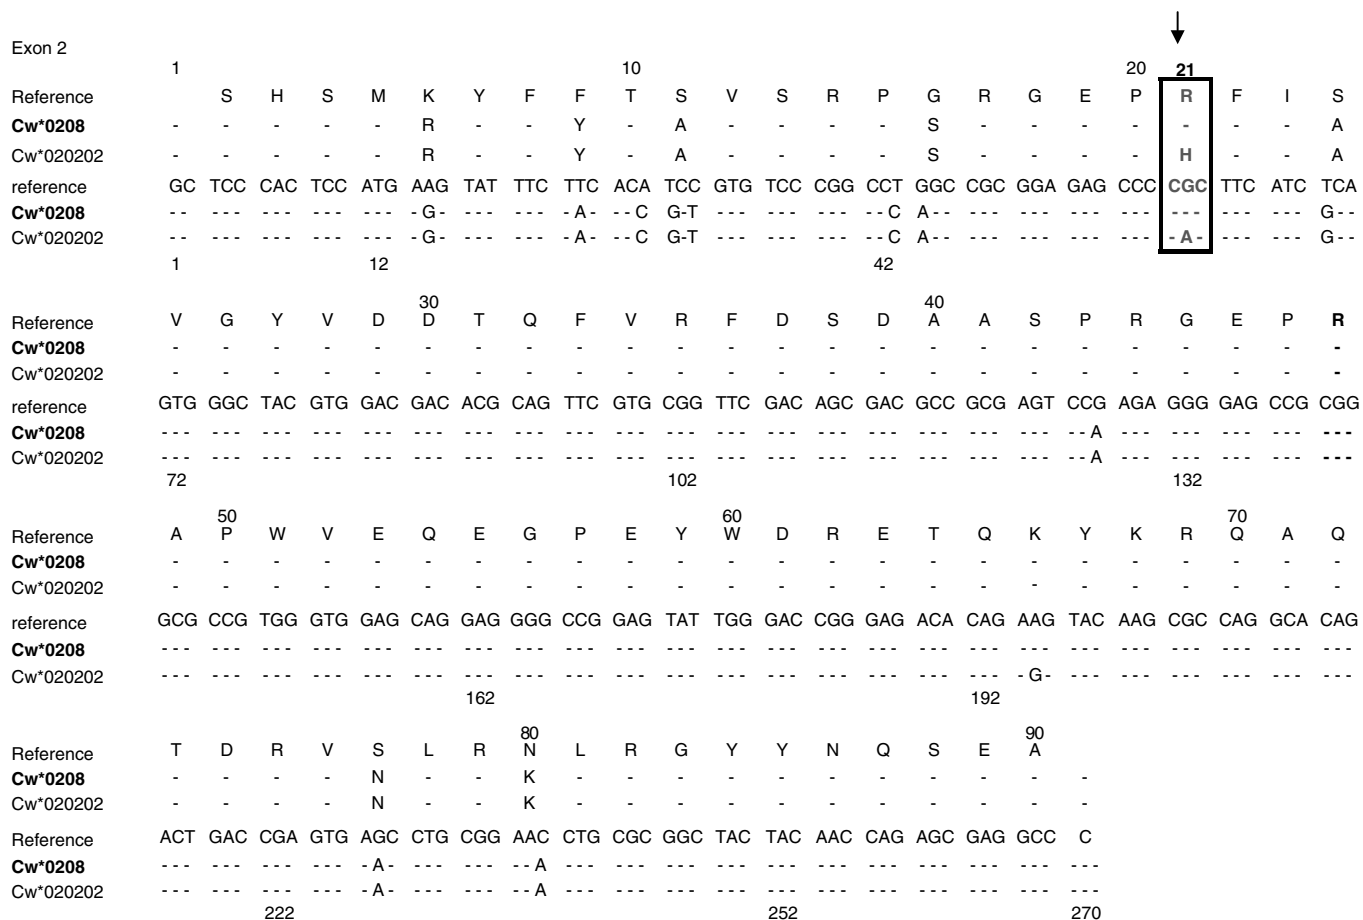 Exon 2
1 10 20 21
Reference S H S M K Y F F T S V S R P G R G E P R F I S
Cw*0208 - - - - - R - - Y - A - - - - S - - - - - - - A
Cw*020202 - - - - - R - - Y - A - - - - S - - - - H - - A
reference GC TCC CAC TCC ATG AAG TAT TTC TTC ACA TCC GTG TCC CGG CCT GGC CGC GGA GAG CCC CGC TTC ATC TCA
Cw*0208 -- --- --- --- --- -G- --- --- -A- --C G-T --- --- --- --C A-- --- --- --- --- --- --- --- G--
Cw*020202 -- --- --- --- --- -G- --- --- -A- --C G-T --- --- --- --C A-- --- --- --- --- -A- --- --- G--
1 12 42
30 40
Reference V G Y V D D T Q F V R F D S D A A S P R G E P R
Cw*0208 - - - - - - - - - - - - - - - - - - - - - - - -
Cw*020202 - - - - - - - - - - - - - - - - - - - - - - - -
reference GTG GGC TAC GTG GAC GAC ACG CAG TTC GTG CGG TTC GAC AGC GAC GCC GCG AGT CCG AGA GGG GAG CCG CGG
Cw*0208 --- --- --- --- --- --- --- --- --- --- --- --- --- --- --- --- --- --- --A --- --- --- --- ---
Cw*020202 --- --- --- --- --- --- --- --- --- --- --- --- --- --- --- --- --- --- --A --- --- --- --- ---
72 102 132
50 60 70
Reference A P W V E Q E G P E Y W D R E T Q K Y K R Q A Q
Cw*0208 - - - - - - - - - - - - - - - - - - - - - - - -
Cw*020202 - - - - - - - - - - - - - - - - - - - - - - - -
reference GCG CCG TGG GTG GAG CAG GAG GGG CCG GAG TAT TGG GAC CGG GAG ACA CAG AAG TAC AAG CGC CAG GCA CAG
Cw*0208 --- --- --- --- --- --- --- --- --- --- --- --- --- --- --- --- --- --- --- --- --- --- --- ---
Cw*020202 --- --- --- --- --- --- --- --- --- --- --- --- --- --- --- --- --- -G- --- --- --- --- --- ---
162 192
80 90
Reference T D R V S L R N L R G Y Y N Q S E A
Cw*0208 - - - - N - - K - - - - - - - - - - -
Cw*020202 - - - - N - - K - - - - - - - - - - -
Reference ACT GAC CGA GTG AGC CTG CGG AAC CTG CGC GGC TAC TAC AAC CAG AGC GAG GCC C
Cw*0208 --- --- --- --- -A- --- --- --A --- --- --- --- --- --- --- --- --- --- ---
Cw*020202 --- --- --- --- -A- --- --- --A --- --- --- --- --- --- --- --- --- --- ---
222 252 270